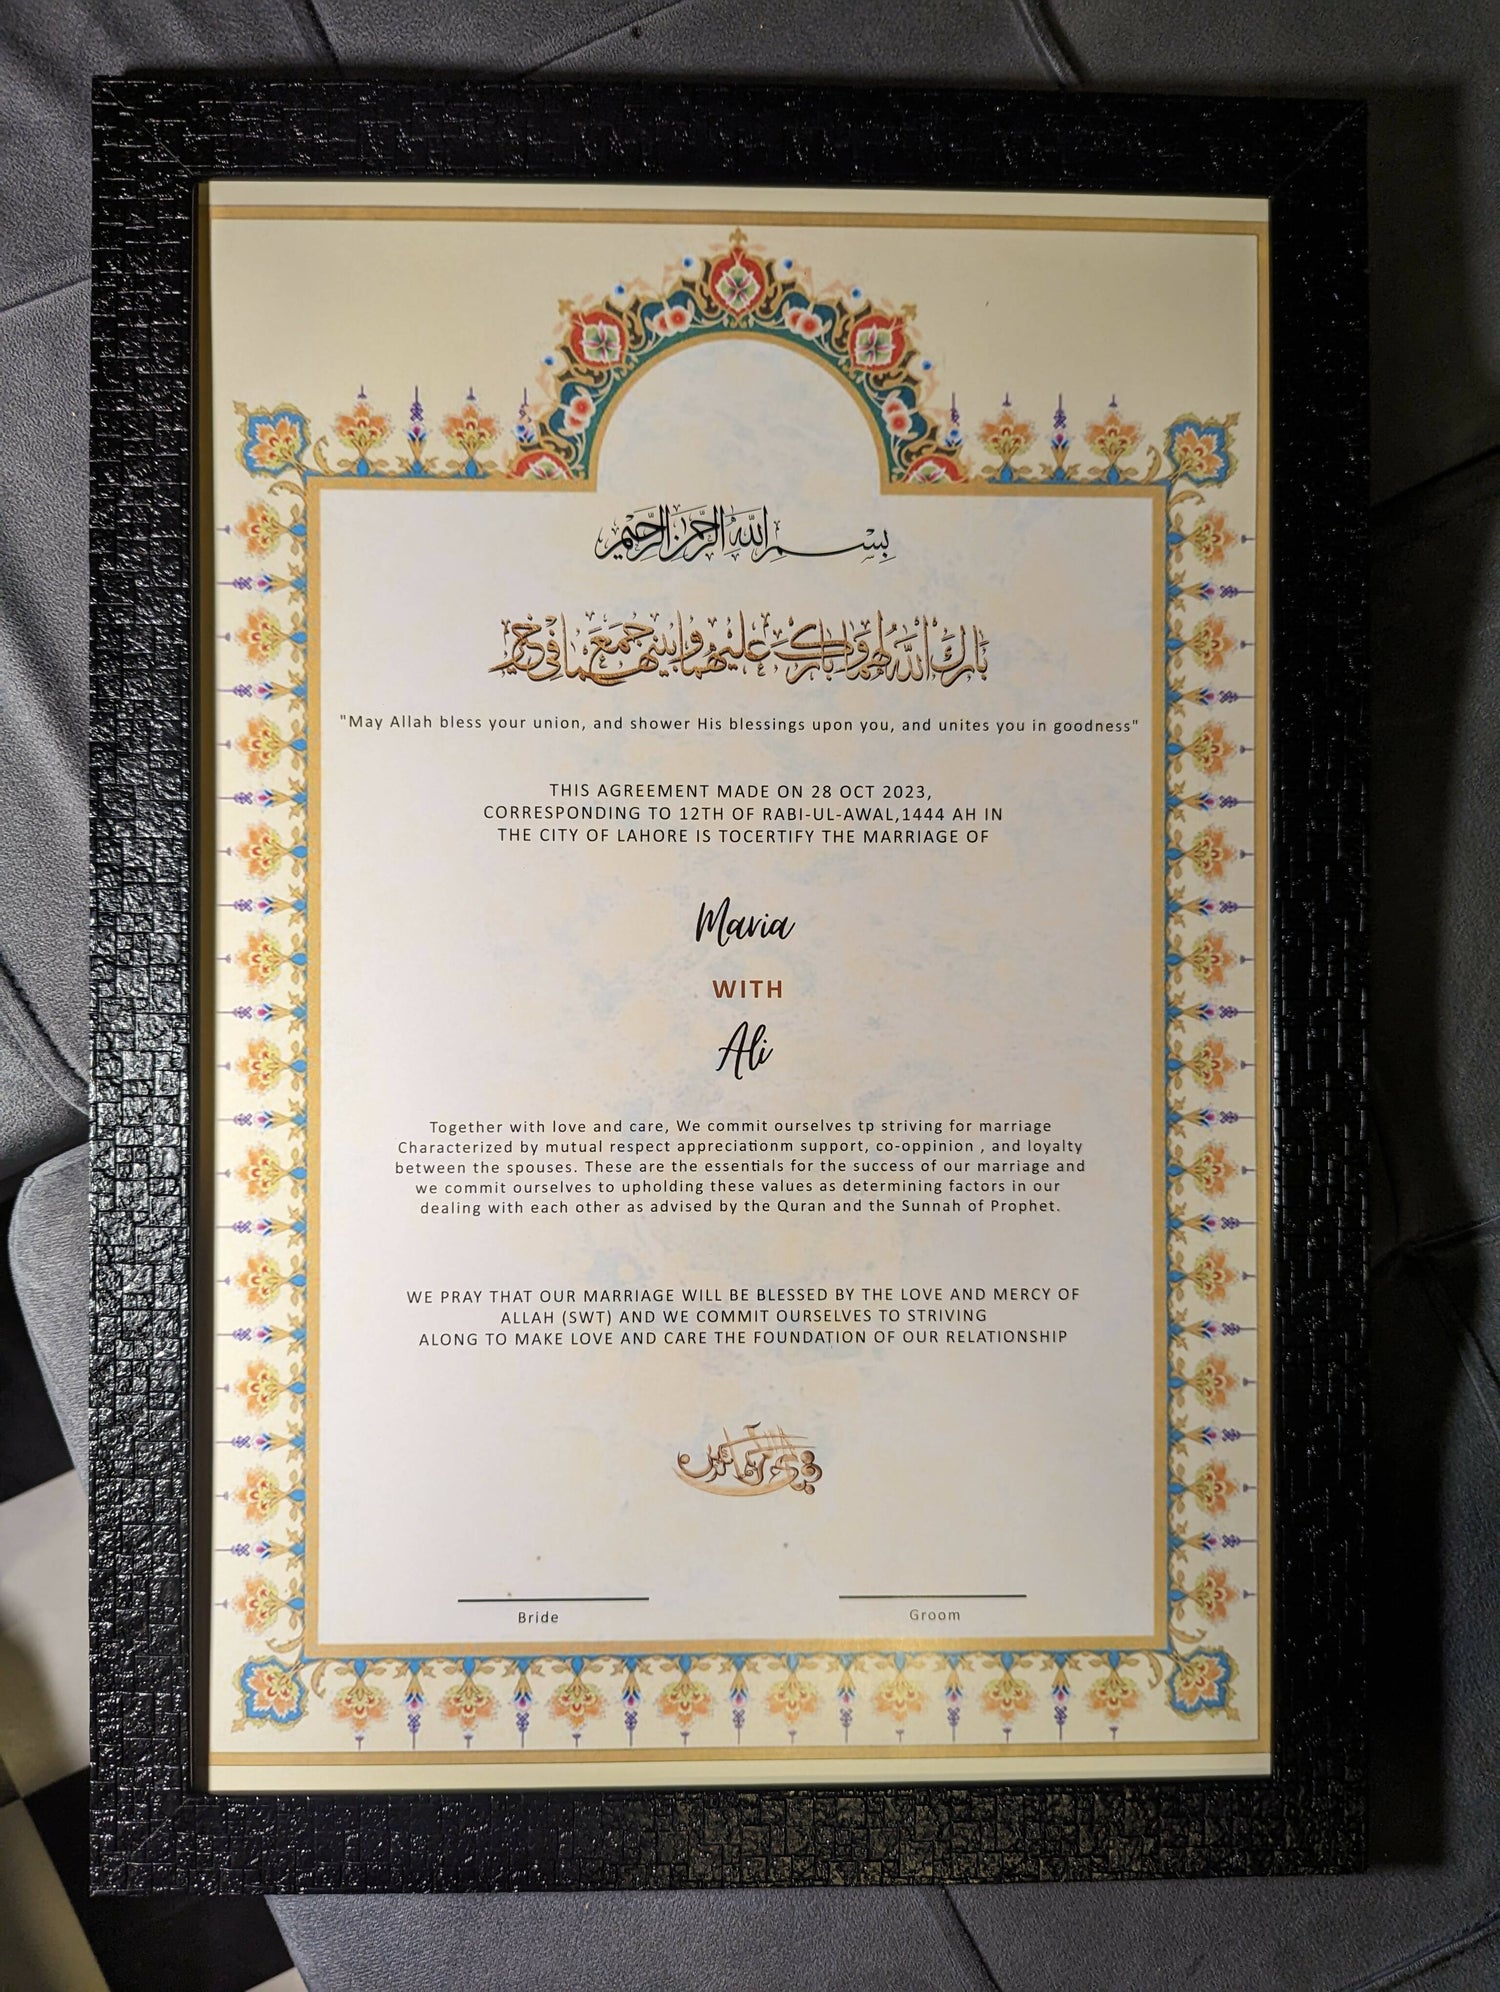 بسم الله الرحمن الرحيم
بارك الله لهما وبارك عليهما وجمع بينهما في خير
"May Allah bless your union, and shower His blessings upon you, and unites you in goodness"
THIS AGREEMENT MADE ON 28 OCT 2023,
CORRESPONDING TO 12TH OF RABI-UL-AWAL,1444 AH IN
THE CITY OF LAHORE IS TOCERTIFY THE MARRIAGE OF
Maria
WITH
Ali
Together with love and care, We commit ourselves tp striving for marriage
Characterized by mutual respect appreciationm support, co-oppinion , and loyalty
between the spouses. These are the essentials for the success of our marriage and
we commit ourselves to upholding these values as determining factors in our
dealing with each other as advised by the Quran and the Sunnah of Prophet.
WE PRAY THAT OUR MARRIAGE WILL BE BLESSED BY THE LOVE AND MERCY OF
ALLAH (SWT) AND WE COMMIT OURSELVES TO STRIVING
ALONG TO MAKE LOVE AND CARE THE FOUNDATION OF OUR RELATIONSHIP
Bride Groom